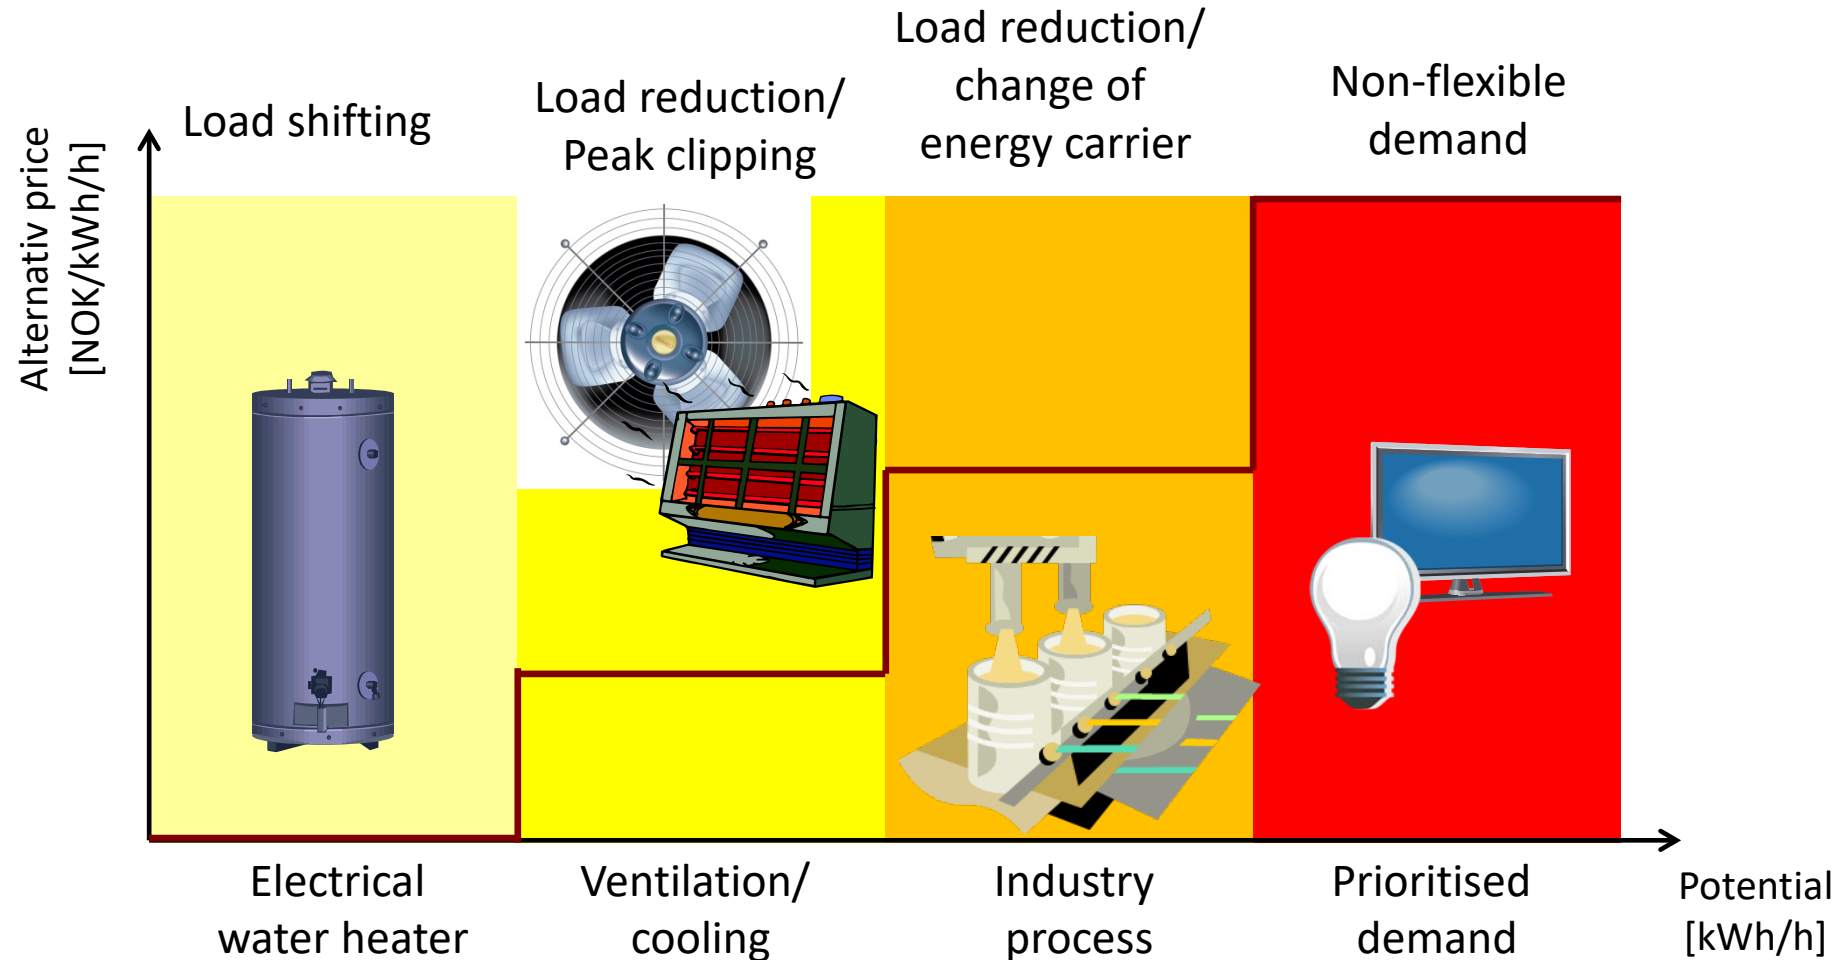 Alternativ price
[NOK/kWh/h]
Load shifting
Load reduction/
Peak clipping
Load reduction/
change of
energy carrier
Non-flexible
demand
Electrical
water heater
Ventilation/
cooling
Industry
process
Prioritised
demand
Potential
[kWh/h]